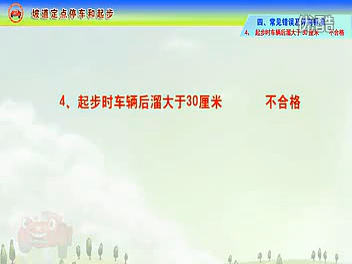 坡道定点停车和起步
四、常见错误及评判标准
4、 起步时车辆后溜大于30厘米 不合格
4、起步时车辆后溜大于30厘米 不合格